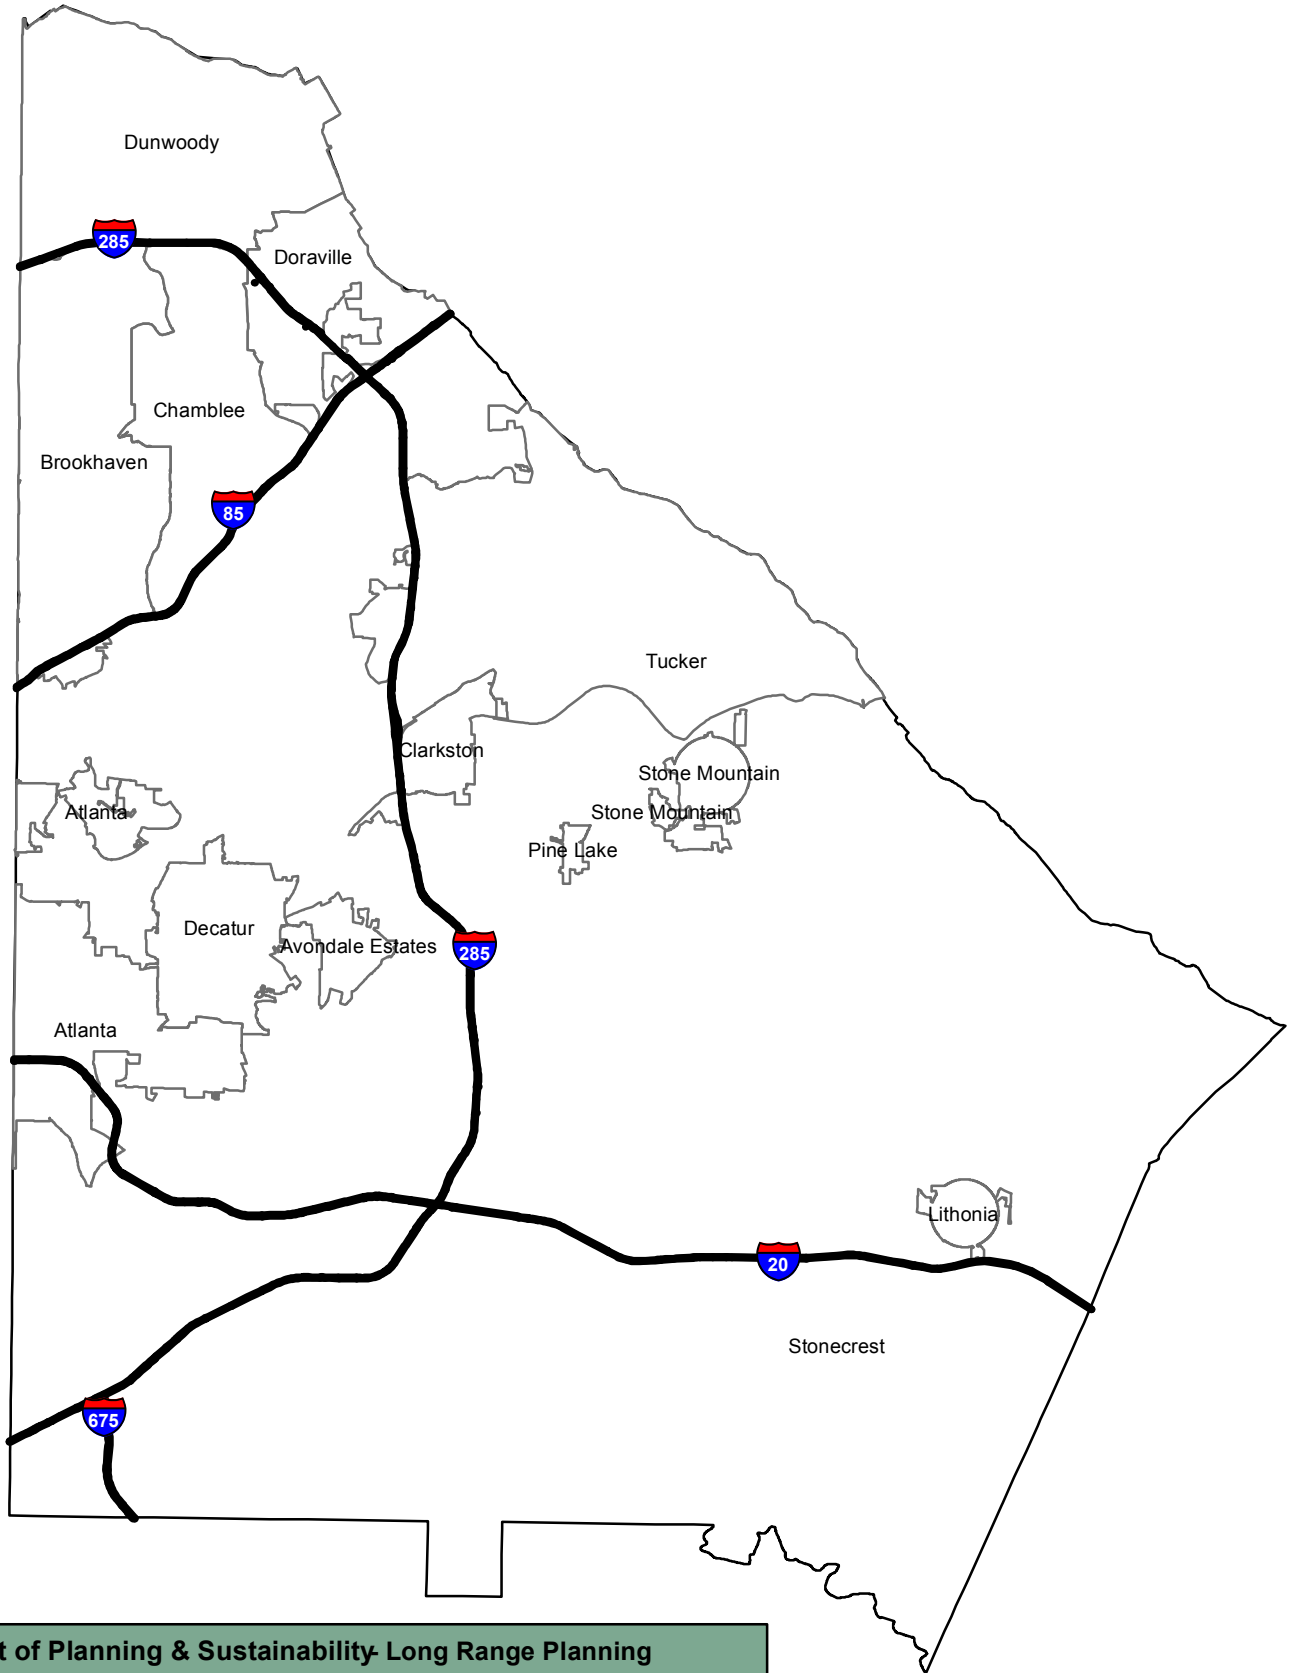 Dunwoody
285
Doraville
Chamblee
Brookhaven
85
Tucker
Clarkston
Stone Mountain
Stone Mountain
Atlanta
Pine Lake
Decatur
Avondale Estates
285
Atlanta
Lithonia
20
Stonecrest
675
t of Planning & Sustainability- Long Range Planning